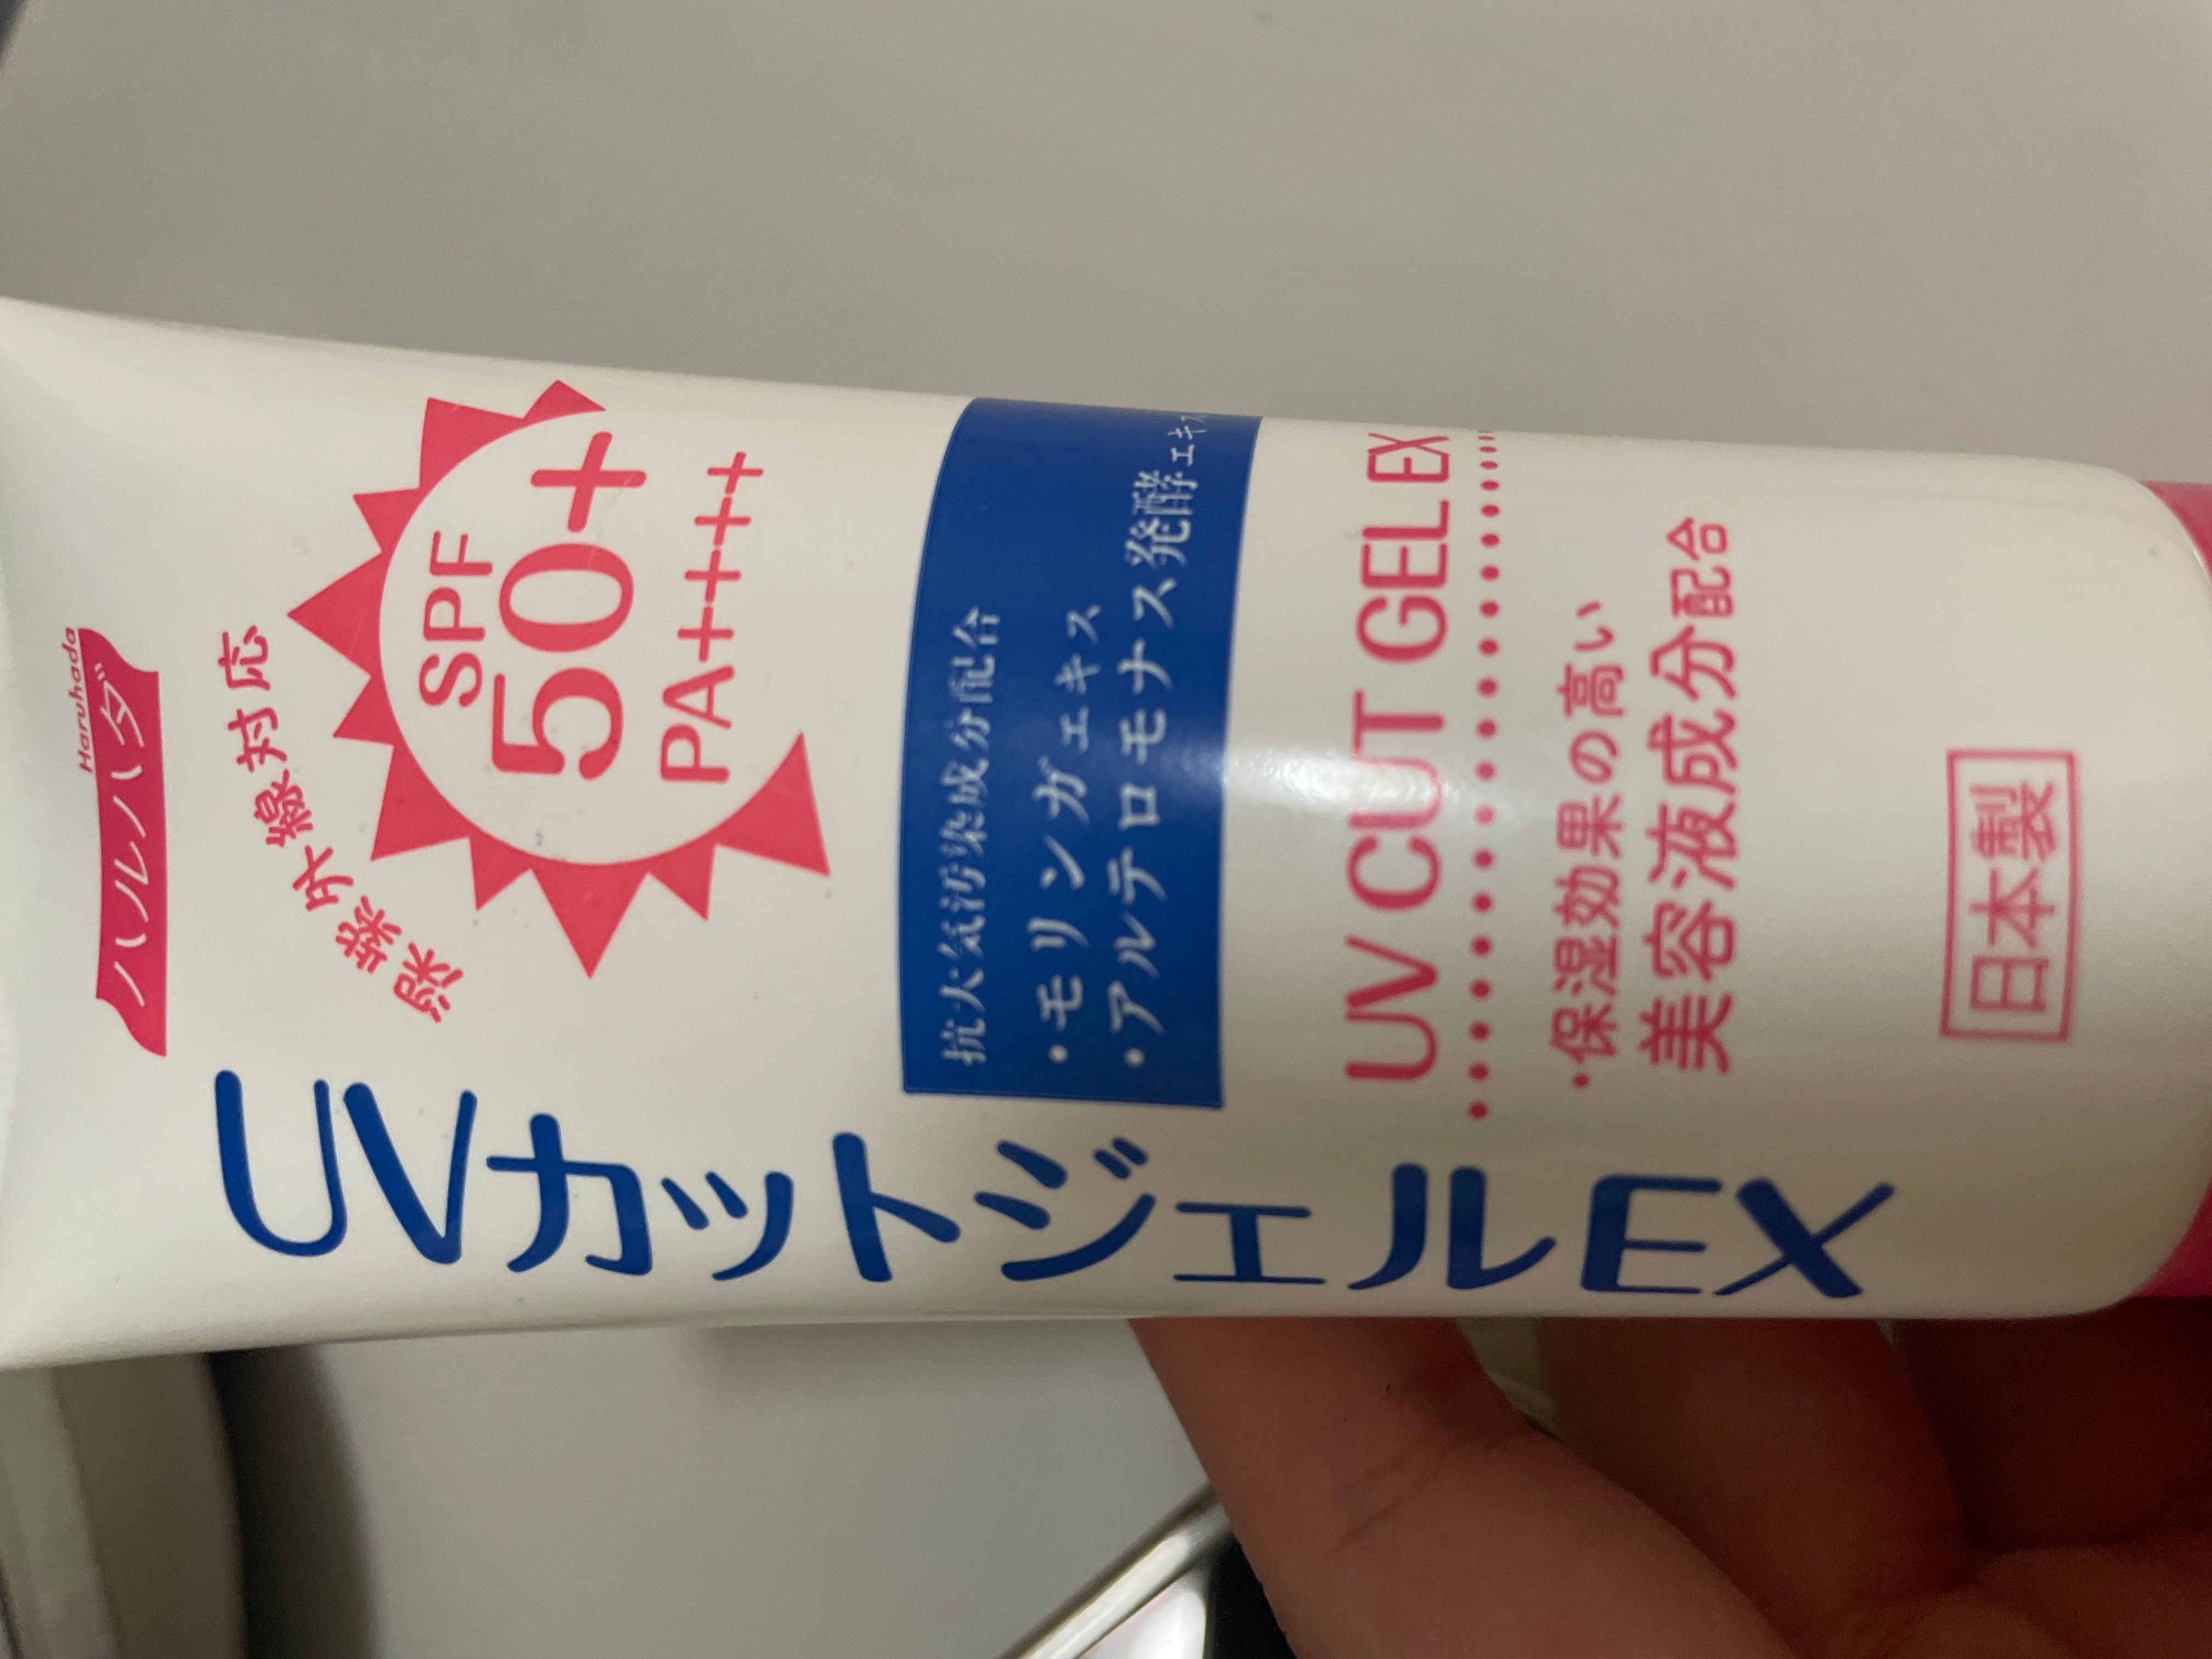 Haruhada
ハルハダ
深紫外線対応
SPF
50+
PA++++
UVカットジェルEX
抗大気汚染成分配合
・モリンガエキス
・アルテロモナス発酵エキス
UV CUT GEL EX
・保湿効果の高い
美容液成分配合
日本製